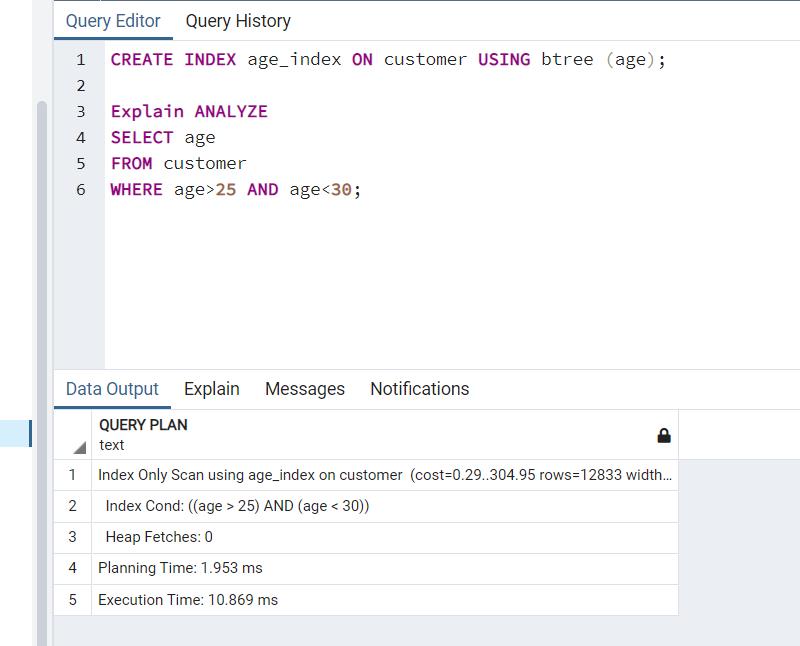 Query Editor Query History
1 CREATE INDEX age_index ON customer USING btree (age);
2
3 Explain ANALYZE
4 SELECT age
5 FROM customer
6 WHERE age>25 AND age<30;
Data Output Explain Messages Notifications
QUERY PLAN
text
1 Index Only Scan using age_index on customer (cost=0.29..304.95 rows=12833 width...
2 Index Cond: ((age > 25) AND (age < 30))
3 Heap Fetches: 0
4 Planning Time: 1.953 ms
5 Execution Time: 10.869 ms